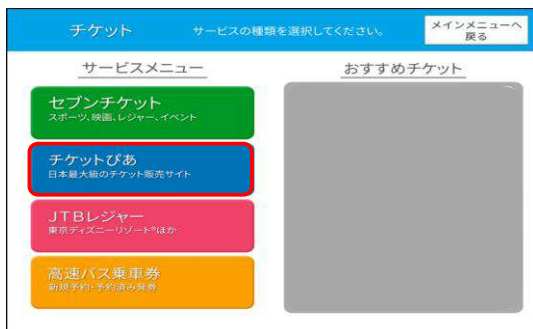 チケット
サービスの種類を選択してください。
メインメニューへ
戻る
サービスメニュー
おすすめチケット
セブンチケット
スポーツ、映画、レジャー、イベント
チケットぴあ
日本最大級のチケット販売サイト
JTBレジャー
東京ディズニーリゾート®ほか
高速バス乗車券
新規予約・予約済み発券